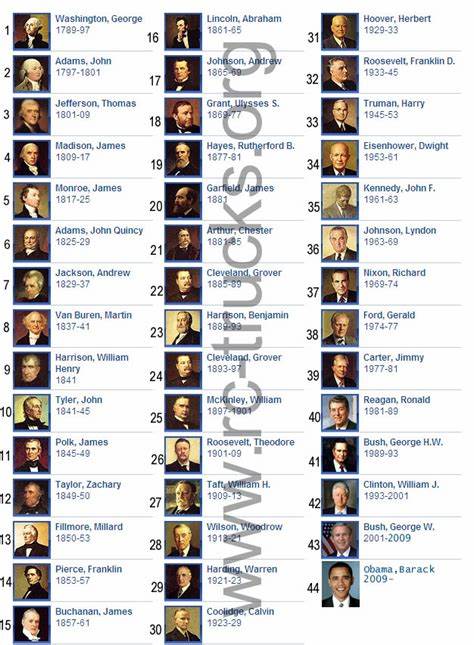 1
Washington, George
1789-97
2
Adams, John
1797-1801
3
Jefferson, Thomas
1801-09
4
Madison, James
1809-17
5
Monroe, James
1817-25
6
Adams, John Quincy
1825-29
7
Jackson, Andrew
1829-37
8
Van Buren, Martin
1837-41
9
Harrison, William
Henry
1841
10
Tyler, John
1841-45
11
Polk, James
1845-49
12
Taylor, Zachary
1849-50
13
Fillmore, Millard
1850-53
14
Pierce, Franklin
1853-57
15
Buchanan, James
1857-61
16
Lincoln, Abraham
1861-65
17
Johnson, Andrew
1865-69
18
Grant, Ulysses S.
1869-77
19
Hayes, Rutherford B.
1877-81
20
Garfield, James
1881
21
Arthur, Chester
1881-85
22
Cleveland, Grover
1885-89
23
Harrison, Benjamin
1889-93
24
Cleveland, Grover
1893-97
25
McKinley, William
1897-1901
26
Roosevelt, Theodore
1901-09
27
Taft, William H.
1909-13
28
Wilson, Woodrow
1913-21
29
Harding, Warren
1921-23
30
Coolidge, Calvin
1923-29
31
Hoover, Herbert
1929-33
32
Roosevelt, Franklin D.
1933-45
33
Truman, Harry
1945-53
34
Eisenhower, Dwight
1953-61
35
Kennedy, John F.
1961-63
36
Johnson, Lyndon
1963-69
37
Nixon, Richard
1969-74
38
Ford, Gerald
1974-77
39
Carter, Jimmy
1977-81
40
Reagan, Ronald
1981-89
41
Bush, George H.W.
1989-93
42
Clinton, William J.
1993-2001
43
Bush, George W.
2001-2009
44
Obama,Barack
2009-
www.rc-trucks.org